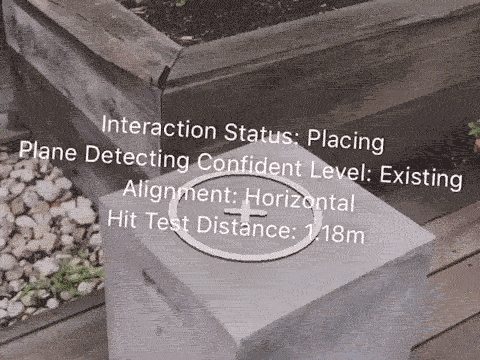 Interaction Status: Placing
Plane Detecting Confident Level: Existing
Alignment: Horizontal
Hit Test Distance: 1.18m